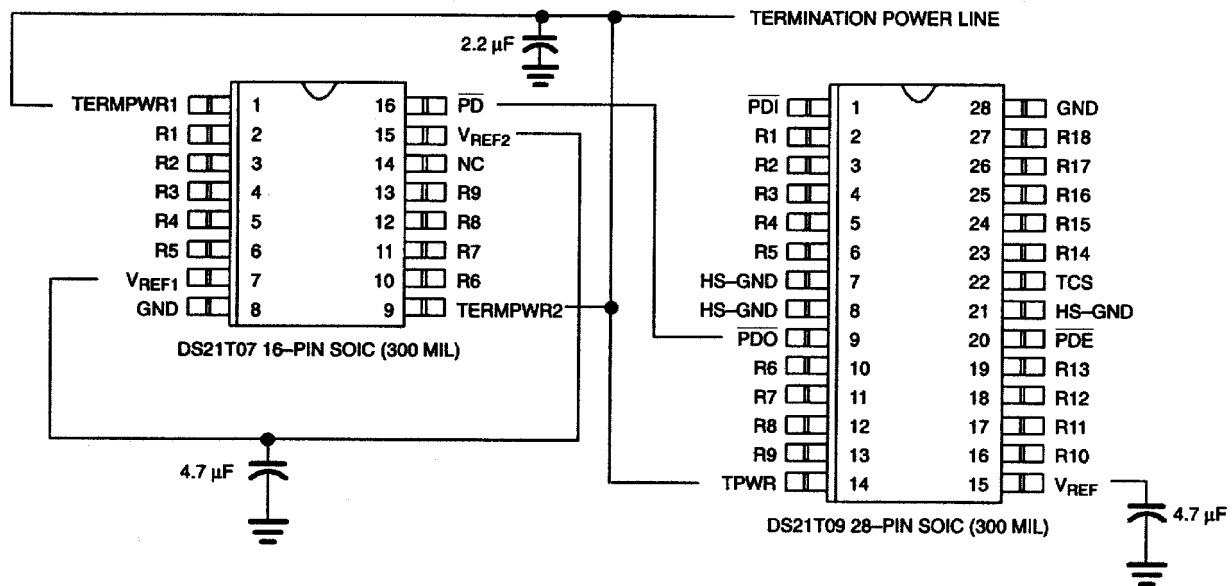 TERMINATION POWER LINE
2.2 µF
TERMPWR1 1 16 P̅D̅
R1 2 15 VREF2
R2 3 14 NC
R3 4 13 R9
R4 5 12 R8
R5 6 11 R7
VREF1 7 10 R6
GND 8 9 TERMPWR2
DS21T07 16–PIN SOIC (300 MIL)
4.7 µF
P̅D̅I̅ 1 28 GND
R1 2 27 R18
R2 3 26 R17
R3 4 25 R16
R4 5 24 R15
R5 6 23 R14
HS–GND 7 22 TCS
HS–GND 8 21 HS–GND
P̅D̅O̅ 9 20 P̅D̅E̅
R6 10 19 R13
R7 11 18 R12
R8 12 17 R11
R9 13 16 R10
TPWR 14 15 VREF
DS21T09 28–PIN SOIC (300 MIL)
4.7 µF